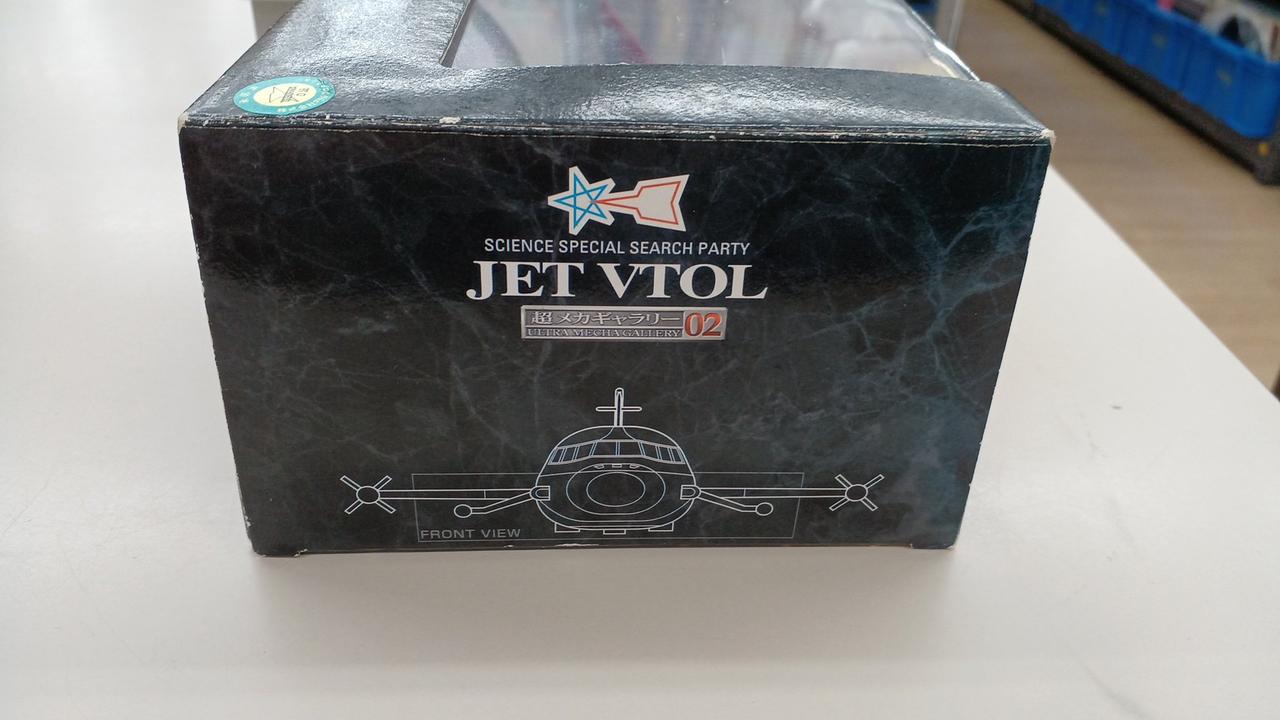 SCIENCE SPECIAL SEARCH PARTY
JET VTOL
超メカギャラリー 02
ULTRA MECHA GALLERY
FRONT VIEW